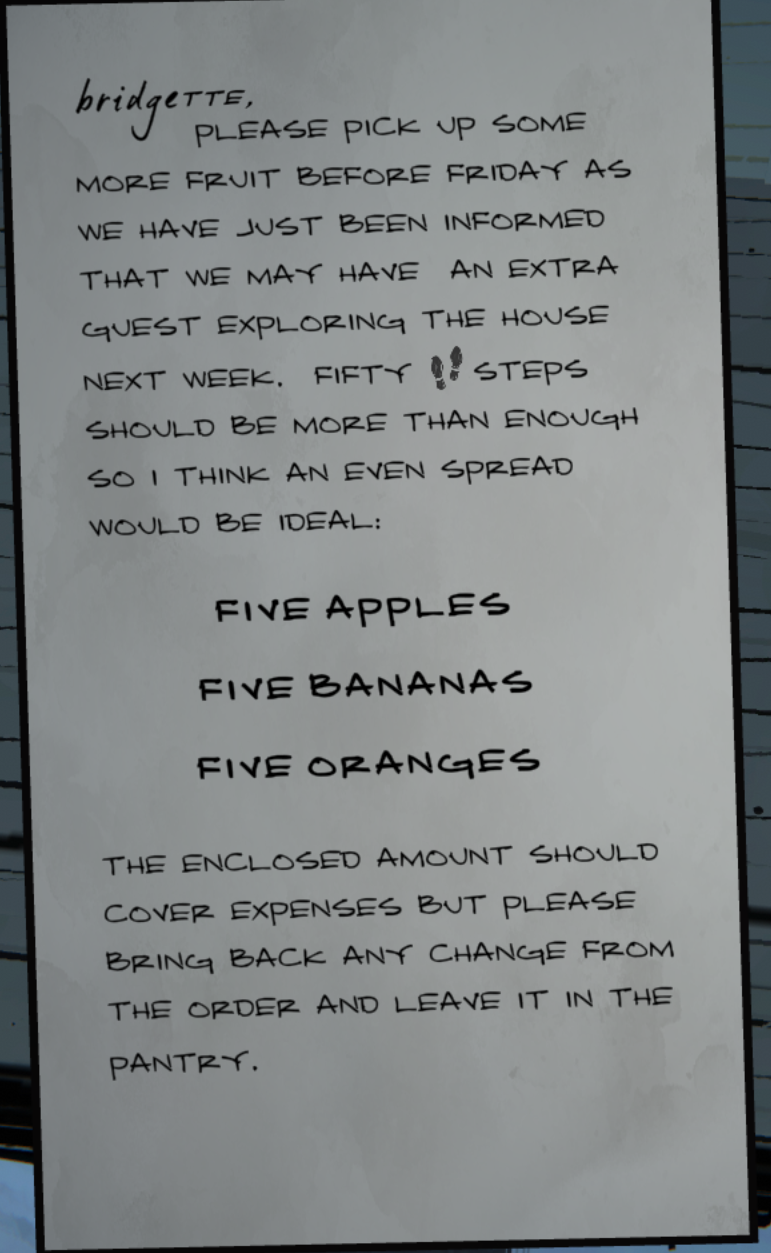 bridgeTTE,
PLEASE PICK UP SOME
MORE FRUIT BEFORE FRIDAY AS
WE HAVE JUST BEEN INFORMED
THAT WE MAY HAVE AN EXTRA
GUEST EXPLORING THE HOUSE
NEXT WEEK. FIFTY 👣 STEPS
SHOULD BE MORE THAN ENOUGH
SO I THINK AN EVEN SPREAD
WOULD BE IDEAL:
FIVE APPLES
FIVE BANANAS
FIVE ORANGES
THE ENCLOSED AMOUNT SHOULD
COVER EXPENSES BUT PLEASE
BRING BACK ANY CHANGE FROM
THE ORDER AND LEAVE IT IN THE
PANTRY.